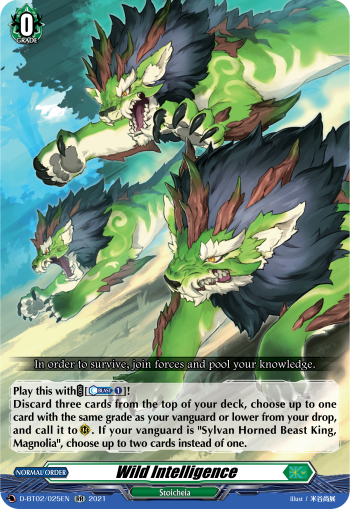 0
GRADE
In order to survive, join forces and pool your knowledge.
Play this with [BLAST 1]!
Discard three cards from the top of your deck, choose up to one
card with the same grade as your vanguard or lower from your drop,
and call it to . If your vanguard is "Sylvan Horned Beast King,
Magnolia", choose up to two cards instead of one.
NORMAL ORDER
Wild Intelligence
Stoicheia
D-BT02/025EN RR 2021
Illust / 米谷尚展